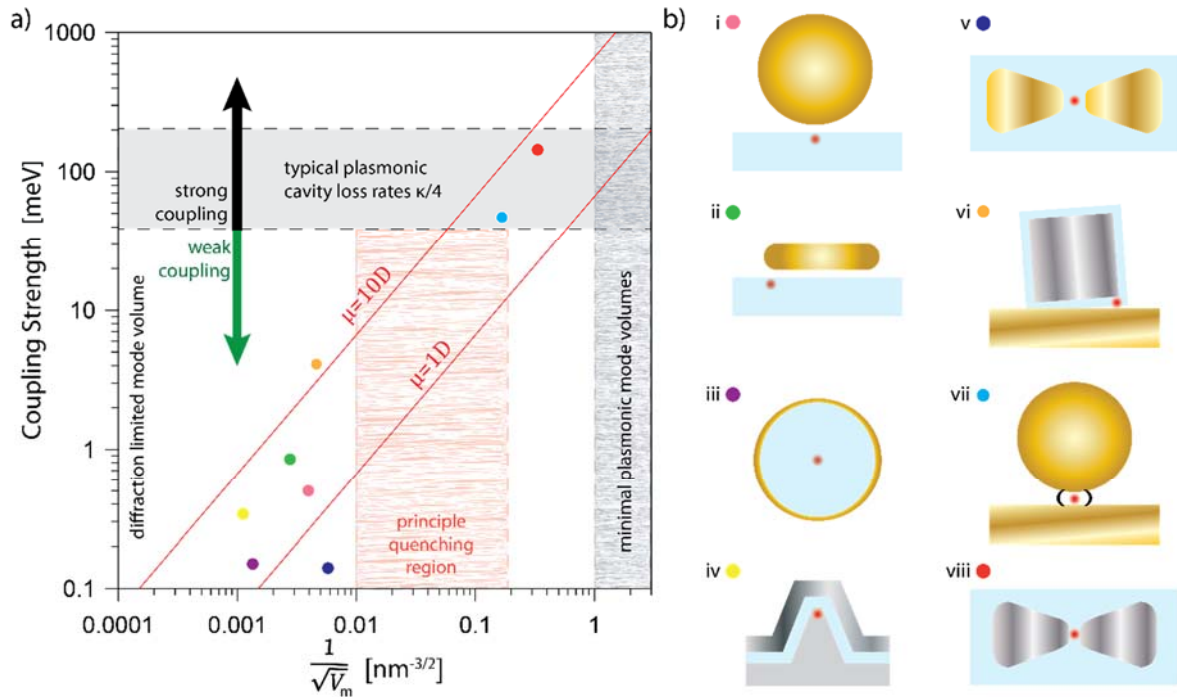 a)
1000
100
10
1
0.1
Coupling Strength [meV]
0.0001
0.001
0.01
0.1
1
1/√V_m [nm^-3/2]
strong
coupling
weak
coupling
typical plasmonic
cavity loss rates κ/4
diffraction limited mode volume
μ=10D
μ=1D
principle
quenching
region
minimal plasmonic mode volumes
b)
i
ii
iii
iv
v
vi
vii
viii